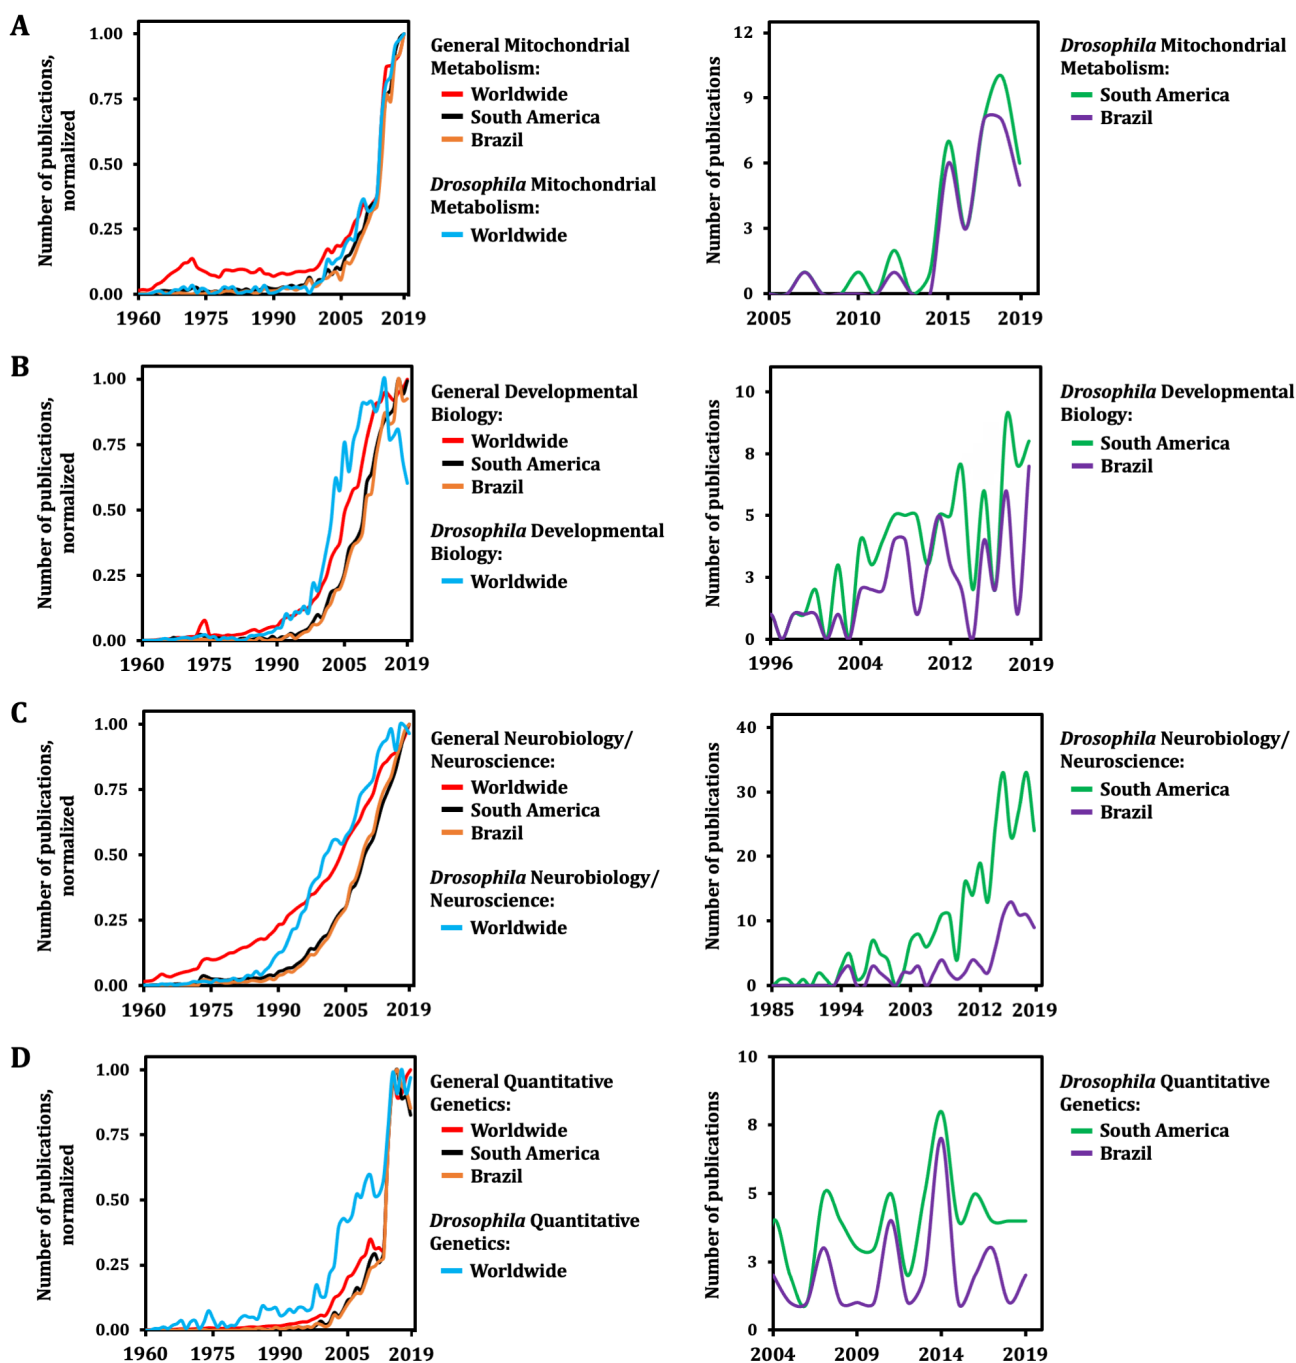 A
Number of publications,
normalized
1.00
0.75
0.50
0.25
0.00
1960 1975 1990 2005 2019
General Mitochondrial
Metabolism:
Worldwide
South America
Brazil
Drosophila Mitochondrial
Metabolism:
Worldwide
Number of publications
12
9
6
3
0
2005 2010 2015 2019
Drosophila Mitochondrial
Metabolism:
South America
Brazil
B
Number of publications,
normalized
1.00
0.75
0.50
0.25
0.00
1960 1975 1990 2005 2019
General Developmental
Biology:
Worldwide
South America
Brazil
Drosophila Developmental
Biology:
Worldwide
Number of publications
10
8
5
3
0
1996 2004 2012 2019
Drosophila Developmental
Biology:
South America
Brazil
C
Number of publications,
normalized
1.00
0.75
0.50
0.25
0.00
1960 1975 1990 2005 2019
General Neurobiology/
Neuroscience:
Worldwide
South America
Brazil
Drosophila Neurobiology/
Neuroscience:
Worldwide
Number of publications
40
30
20
10
0
1985 1994 2003 2012 2019
Drosophila Neurobiology/
Neuroscience:
South America
Brazil
D
Number of publications,
normalized
1.00
0.75
0.50
0.25
0.00
1960 1975 1990 2005 2019
General Quantitative
Genetics:
Worldwide
South America
Brazil
Drosophila Quantitative
Genetics:
Worldwide
Number of publications
10
8
5
3
0
2004 2009 2014 2019
Drosophila Quantitative
Genetics:
South America
Brazil